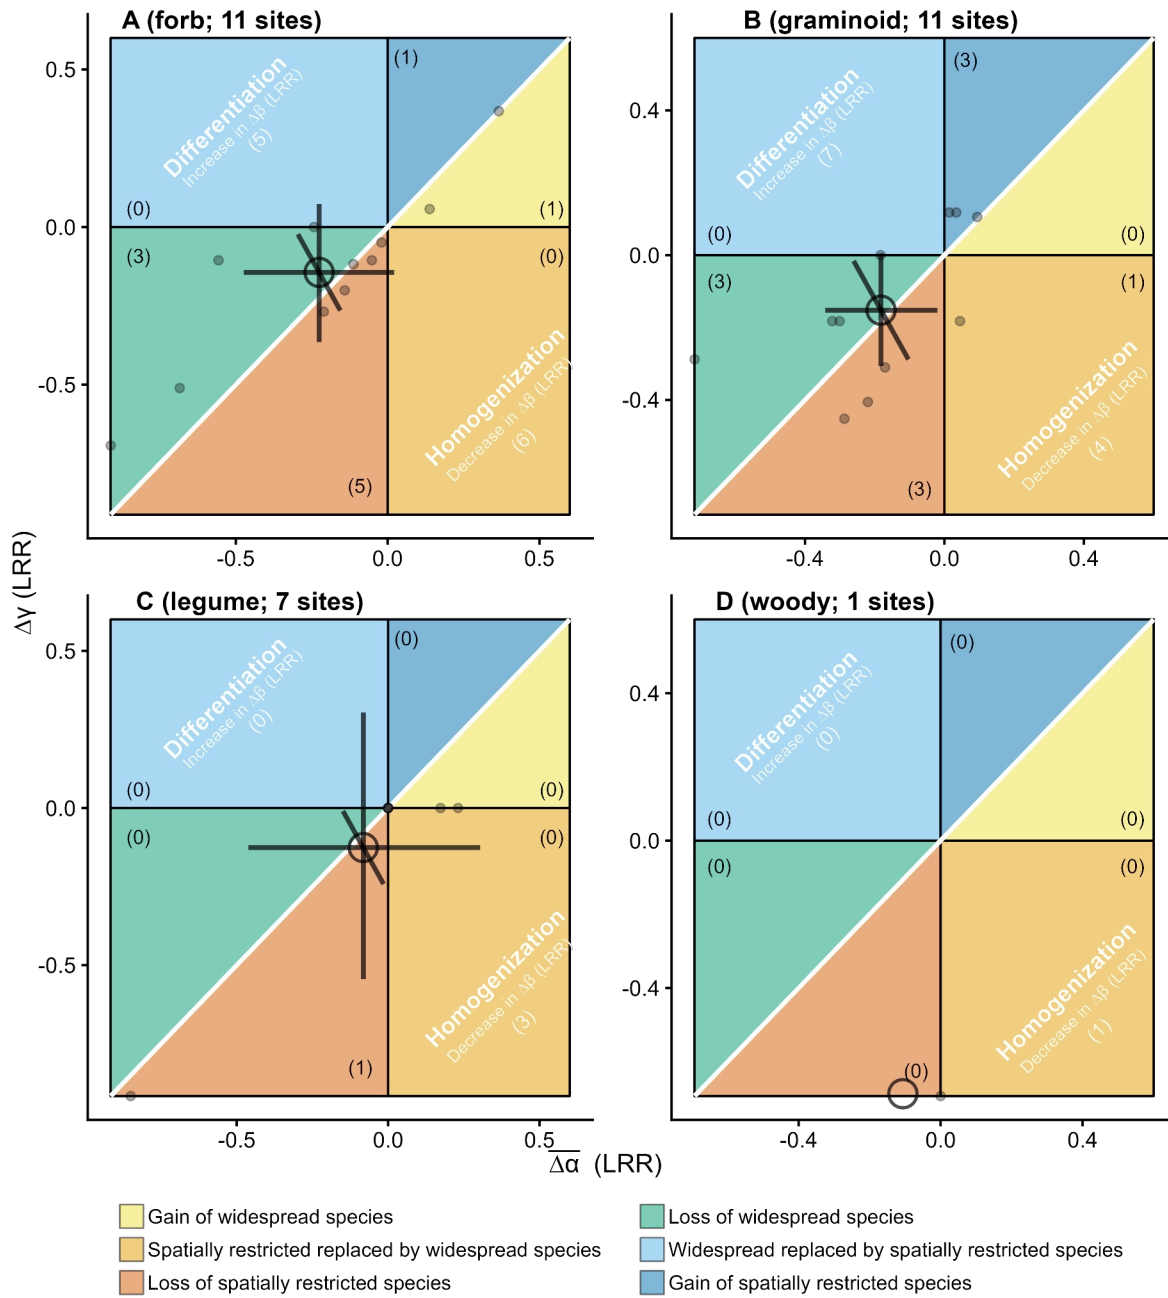 A (forb; 11 sites)
0.5
0.0
-0.5
Differentiation
Increase in Δβ (LRR)
(5)
(1)
(0)
(1)
(3)
(0)
Homogenization
Decrease in Δβ (LRR)
(6)
(5)
-0.5
0.0
0.5
B (graminoid; 11 sites)
0.4
0.0
-0.4
Differentiation
Increase in Δβ (LRR)
(7)
(3)
(0)
(0)
(3)
(1)
Homogenization
Decrease in Δβ (LRR)
(4)
(3)
-0.4
0.0
0.4
Δγ (LRR)
C (legume; 7 sites)
0.5
0.0
-0.5
Differentiation
Increase in Δβ (LRR)
(0)
(0)
(0)
(0)
(0)
(0)
Homogenization
Decrease in Δβ (LRR)
(3)
(1)
-0.5
0.0
0.5
D (woody; 1 sites)
0.4
0.0
-0.4
Differentiation
Increase in Δβ (LRR)
(0)
(0)
(0)
(0)
(0)
(0)
Homogenization
Decrease in Δβ (LRR)
(1)
(0)
-0.4
0.0
0.4
Δα (LRR)
Gain of widespread species
Spatially restricted replaced by widespread species
Loss of spatially restricted species
Loss of widespread species
Widespread replaced by spatially restricted species
Gain of spatially restricted species